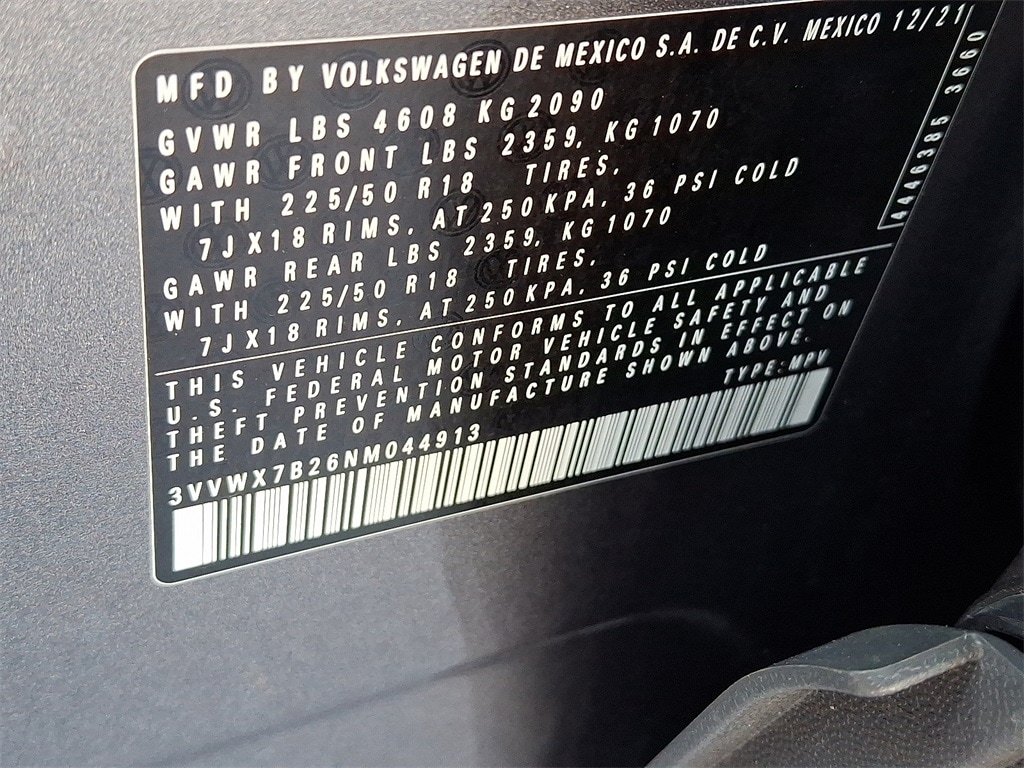 MFD BY VOLKSWAGEN DE MEXICO S.A. DE C.V. MEXICO 12/21
GVWR LBS 4608 KG 2090
GAWR FRONT LBS 2359, KG 1070
WITH 225/50 R18 TIRES,
7JX18 RIMS, AT 250 KPA, 36 PSI COLD
GAWR REAR LBS 2359, KG 1070
WITH 225/50 R18 TIRES,
7JX18 RIMS, AT 250 KPA, 36 PSI COLD
THIS VEHICLE CONFORMS TO ALL APPLICABLE
U.S. FEDERAL MOTOR VEHICLE SAFETY AND
THEFT PREVENTION STANDARDS IN EFFECT ON
THE DATE OF MANUFACTURE SHOWN ABOVE.
TYPE: MPV
3VVWX7B26NM044913
4446385 3660